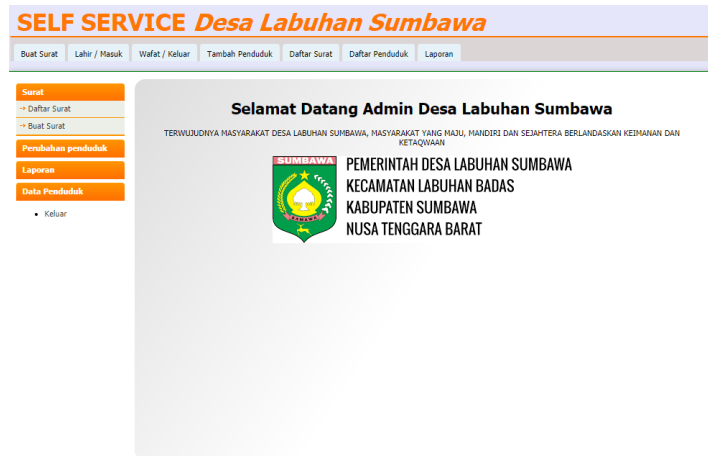 SELF SERVICE Desa Labuhan Sumbawa
Buat Surat Lahir / Masuk Wafat / Keluar Tambah Penduduk Daftar Surat Daftar Penduduk Laporan
Surat
Daftar Surat
Buat Surat
Perubahan penduduk
Laporan
Data Penduduk
Keluar
Selamat Datang Admin Desa Labuhan Sumbawa
TERWUJUDNYA MASYARAKAT DESA LABUHAN SUMBAWA, MASYARAKAT YANG MAJU, MANDIRI DAN SEJAHTERA BERLANDASKAN KEIMANAN DAN
KETAQWAAN
SUMBAWA
SAMAWA
PEMERINTAH DESA LABUHAN SUMBAWA
KECAMATAN LABUHAN BADAS
KABUPATEN SUMBAWA
NUSA TENGGARA BARAT